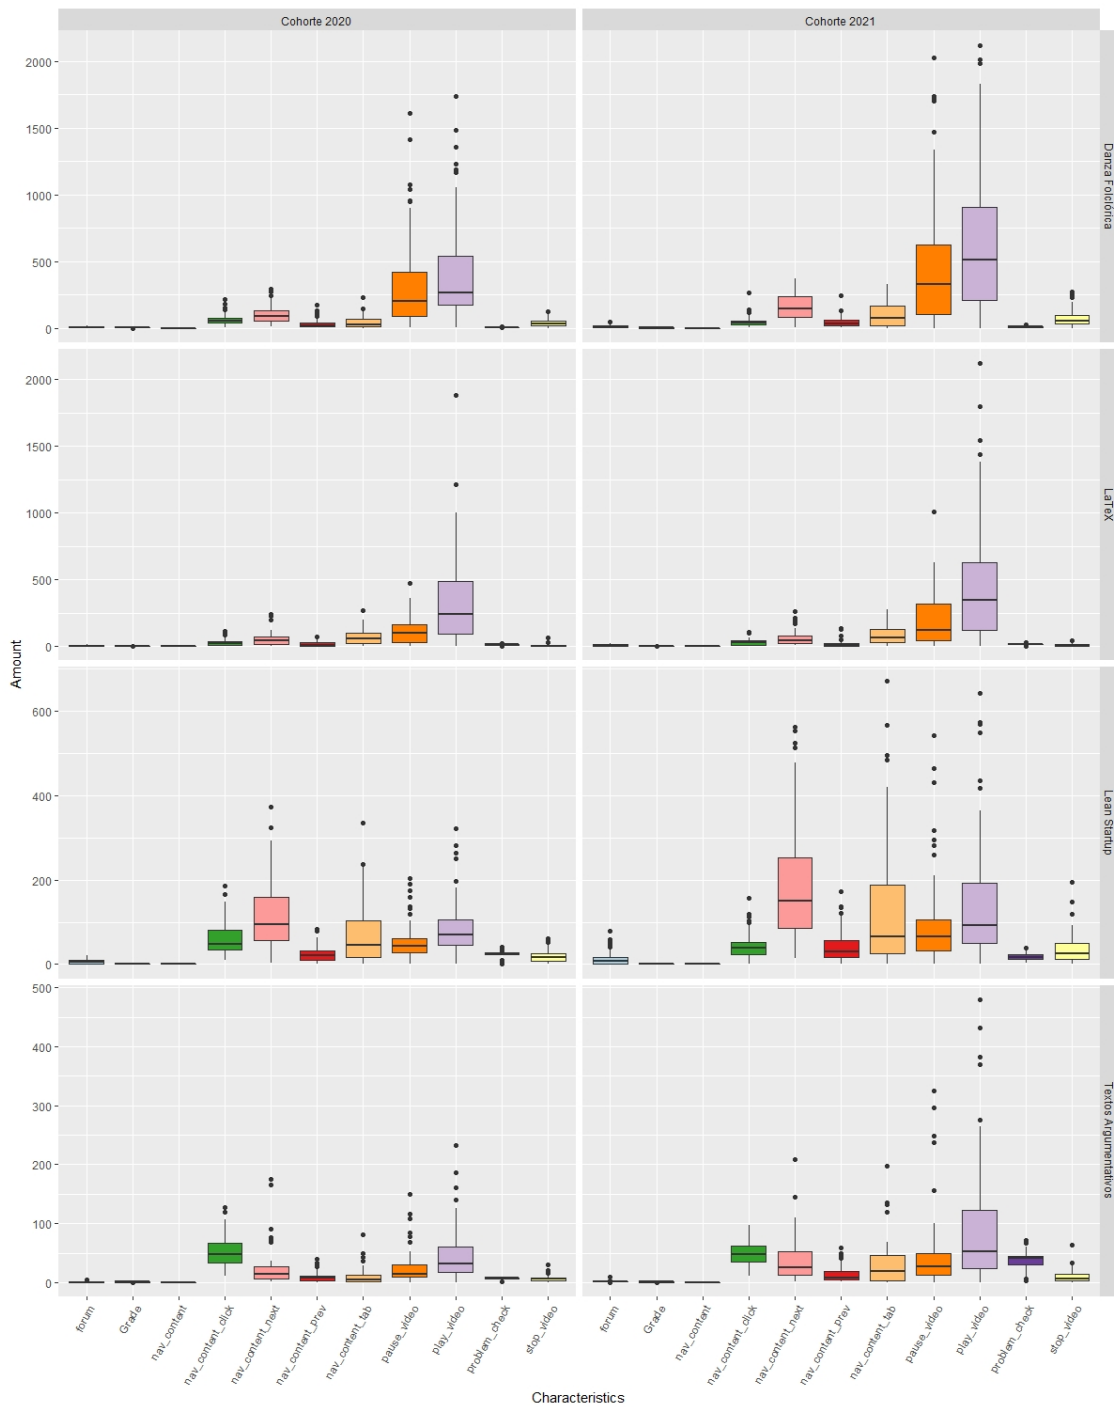 Cohorte 2020
Cohorte 2021
2000
1500
1000
500
0
Danza Folclórica
2000
1500
1000
500
0
LaTeX
600
400
200
0
Lean Startup
500
400
300
200
100
0
Textos Argumentativos
Amount
forum
Grade
nav_content
nav_content_click
nav_content_next
nav_content_prev
nav_content_tab
pause_video
play_video
problem_check
stop_video
forum
Grade
nav_content
nav_content_click
nav_content_next
nav_content_prev
nav_content_tab
pause_video
play_video
problem_check
stop_video
Characteristics